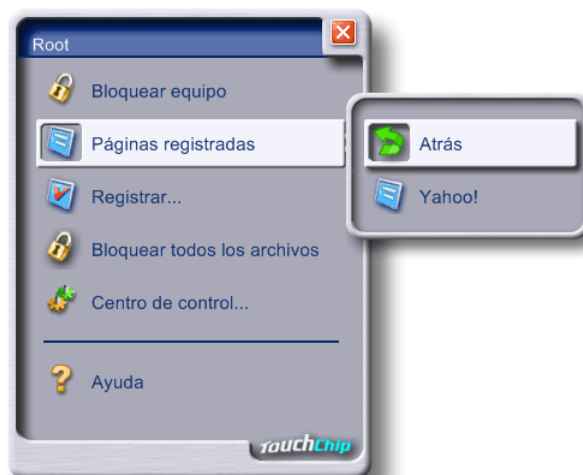 Root
Bloquear equipo
Páginas registradas
Atrás
Registrar...
Yahoo!
Bloquear todos los archivos
Centro de control...
Ayuda
TouchChip